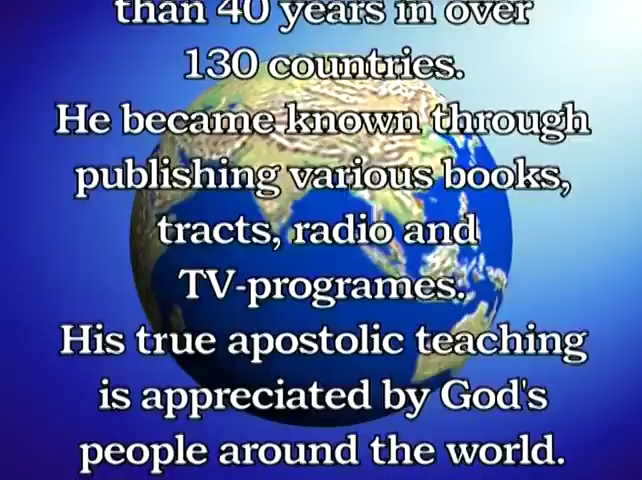 than 40 years in over
130 countries.
He became known through
publishing various books,
tracts, radio and
TV-programes.
His true apostolic teaching
is appreciated by God's
people around the world.